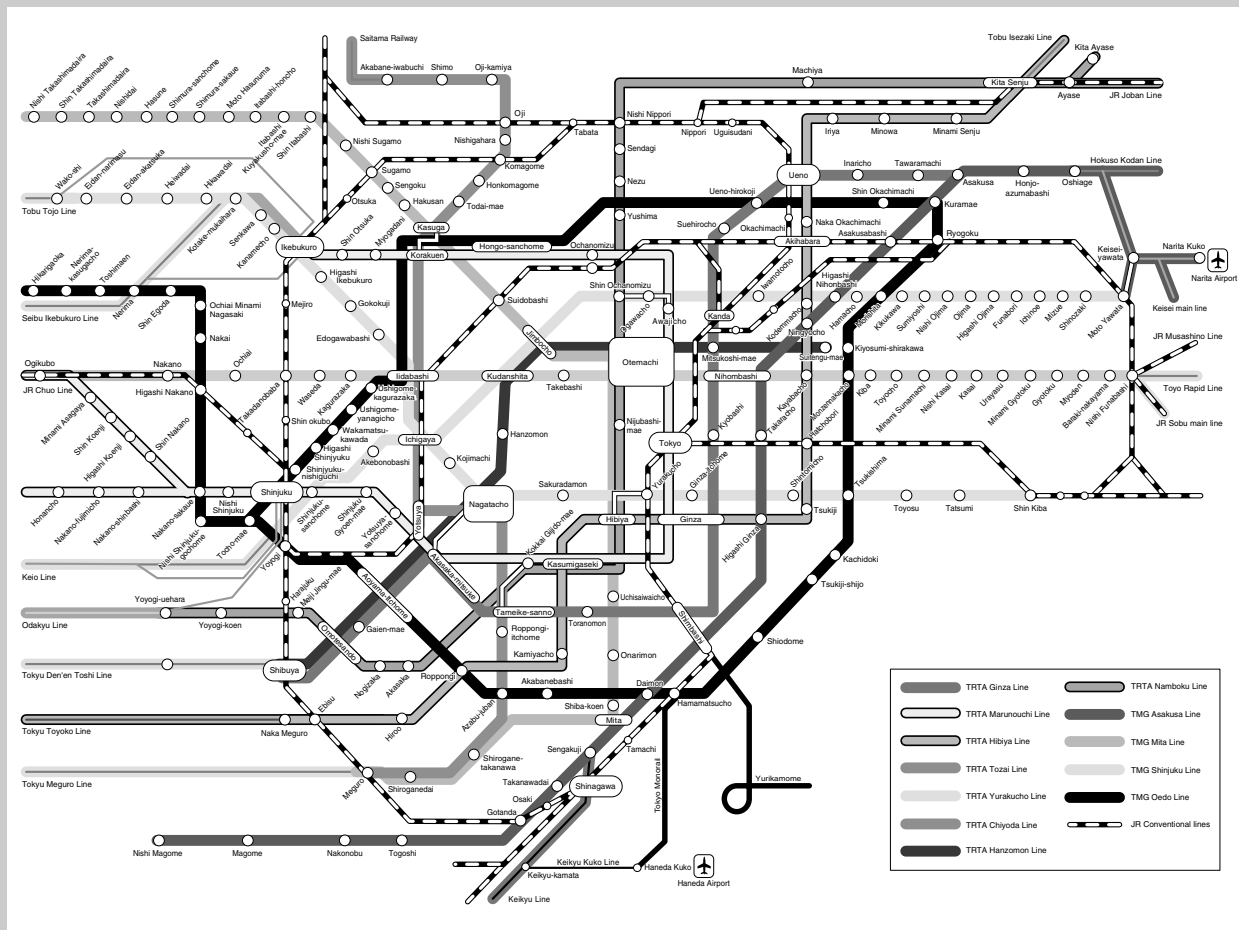 Saitama Railway
Akabane-iwabuchi
Shimo
Oji-kamiya
Tobu Isezaki Line
Kita Ayase
Machiya
Kita Senju
Ayase
JR Joban Line
Nishi Takashimadaira
Shin Takashimadaira
Takashimadaira
Nishidai
Hasune
Shimura-sanchome
Shimura-sakaue
Moto Hasunuma
Itabashi-honcho
Itabashi
Kuyakusho-mae
Shin Itabashi
Nishi Sugamo
Oji
Tabata
Nishi Nippori
Nippori
Uguisudani
Iriya
Minowa
Minami Senju
Nishigahara
Sendagi
Komagome
Sugamo
Sengoku
Honkomagome
Nezu
Ueno
Inaricho
Tawaramachi
Hokuso Kodan Line
Wako-shi
Eidan-narimasu
Eidan-akatsuka
Heiwadai
Hikawadai
Tobu Tojo Line
Kotake-mukaihara
Senkawa
Kanamecho
Otsuka
Hakusan
Todai-mae
Ueno-hirokoji
Shin Okachimachi
Asakusa
Honjo-
azumabashi
Oshiage
Kuramae
Yushima
Suehirocho
Okachimachi
Naka Okachimachi
Asakusabashi
Ryogoku
Kasuga
Ikebukuro
Shin Otsuka
Myogadani
Korakuen
Hongo-sanchome
Ochanomizu
Akihabara
Keisei-
yawata
Narita Kuko
Narita Airport
Keisei main line
Hikarigaoka
Nerima-
kasugacho
Toshimaen
Nerima
Shin Egoda
Seibu Ikebukuro Line
Ochiai Minami
Nagasaki
Higashi
Ikebukuro
Mejiro
Gokokuji
Edogawabashi
Suidobashi
Shin Ochanomizu
Ogawacho
Awajicho
Iwamotocho
Higashi
Nihonbashi
Kanda
Kodenmacho
Ningyocho
Hamacho
Morishita
Kikukawa
Sumiyoshi
Nishi Ojima
Ojima
Higashi Ojima
Funabori
Ichinoe
Mizue
Shinozaki
Moto Yawata
JR Musashino Line
Nakai
Jimbocho
Otemachi
Mitsukoshi-mae
Suitengu-mae
Kiyosumi-shirakawa
Ogikubo
Nakano
Ochiai
JR Chuo Line
Higashi Nakano
Takadanobaba
Waseda
Kagurazaka
Iidabashi
Kudanshita
Takebashi
Nihombashi
Kayabacho
Monzennakacho
Kiba
Toyocho
Minami Sunamachi
Nishi Kasai
Kasai
Urayasu
Minami Gyotoku
Gyotoku
Myoden
Baraki-nakayama
Nishi Funabashi
Toyo Rapid Line
JR Sobu main line
Minami Asagaya
Shin Koenji
Higashi Koenji
Shin Nakano
Shin okubo
Ushigome-
kagurazaka
Ushigome-
yanagicho
Wakamatsu-
kawada
Higashi
Shinjyuku
Shinjyuku-
nishiguchi
Ichigaya
Akebonobashi
Kojimachi
Hanzomon
Nijubashi-
mae
Tokyo
Kyobashi
Takaracho
Hatchobori
Shinjuku
Honancho
Nakano-fujimicho
Nakano-shinbashi
Nakano-sakaue
Nishi
Shinjuku
Nishi Shinjuku-
gochome
Tocho-mae
Shinjuku-
sanchome
Shinjuku
Gyoen-mae
Yotsuya-
sanchome
Yotsuya
Nagatacho
Sakuradamon
Yurakucho
Ginza-itchome
Shintomicho
Tsukishima
Tsukiji
Toyosu
Tatsumi
Shin Kiba
Hibiya
Ginza
Higashi Ginza
Keio Line
Yoyogi
Kokkai Gijido-mae
Kasumigaseki
Akasaka-mitsuke
Aoyama-itchome
Kachidoki
Tsukiji-shijo
Yoyogi-uehara
Yoyogi-koen
Harajuku
Meiji Jingu-mae
Odakyu Line
Gaien-mae
Omotesando
Tameike-sanno
Toranomon
Uchisaiwaicho
Shimbashi
Roppongi-
itchome
Kamiyacho
Shiodome
Tokyu Den'en Toshi Line
Shibuya
Nogizaka
Akasaka
Roppongi
Onarimon
Akabanebashi
Daimon
Hamamatsucho
Tokyu Toyoko Line
Naka Meguro
Ebisu
Hiroo
Azabu-juban
Shiba-koen
Mita
Tamachi
Sengakuji
Shirogane-
takanawa
Tokyu Meguro Line
Meguro
Shiroganedai
Takanawadai
Shinagawa
Osaki
Gotanda
Tokyo Monorail
Yurikamome
Nishi Magome
Magome
Nakonobu
Togoshi
Keikyu Kuko Line
Keikyu-kamata
Haneda Kuko
Haneda Airport
Keikyu Line
TRTA Ginza Line
TRTA Marunouchi Line
TRTA Hibiya Line
TRTA Tozai Line
TRTA Yurakucho Line
TRTA Chiyoda Line
TRTA Hanzomon Line
TRTA Namboku Line
TMG Asakusa Line
TMG Mita Line
TMG Shinjuku Line
TMG Oedo Line
JR Conventional lines